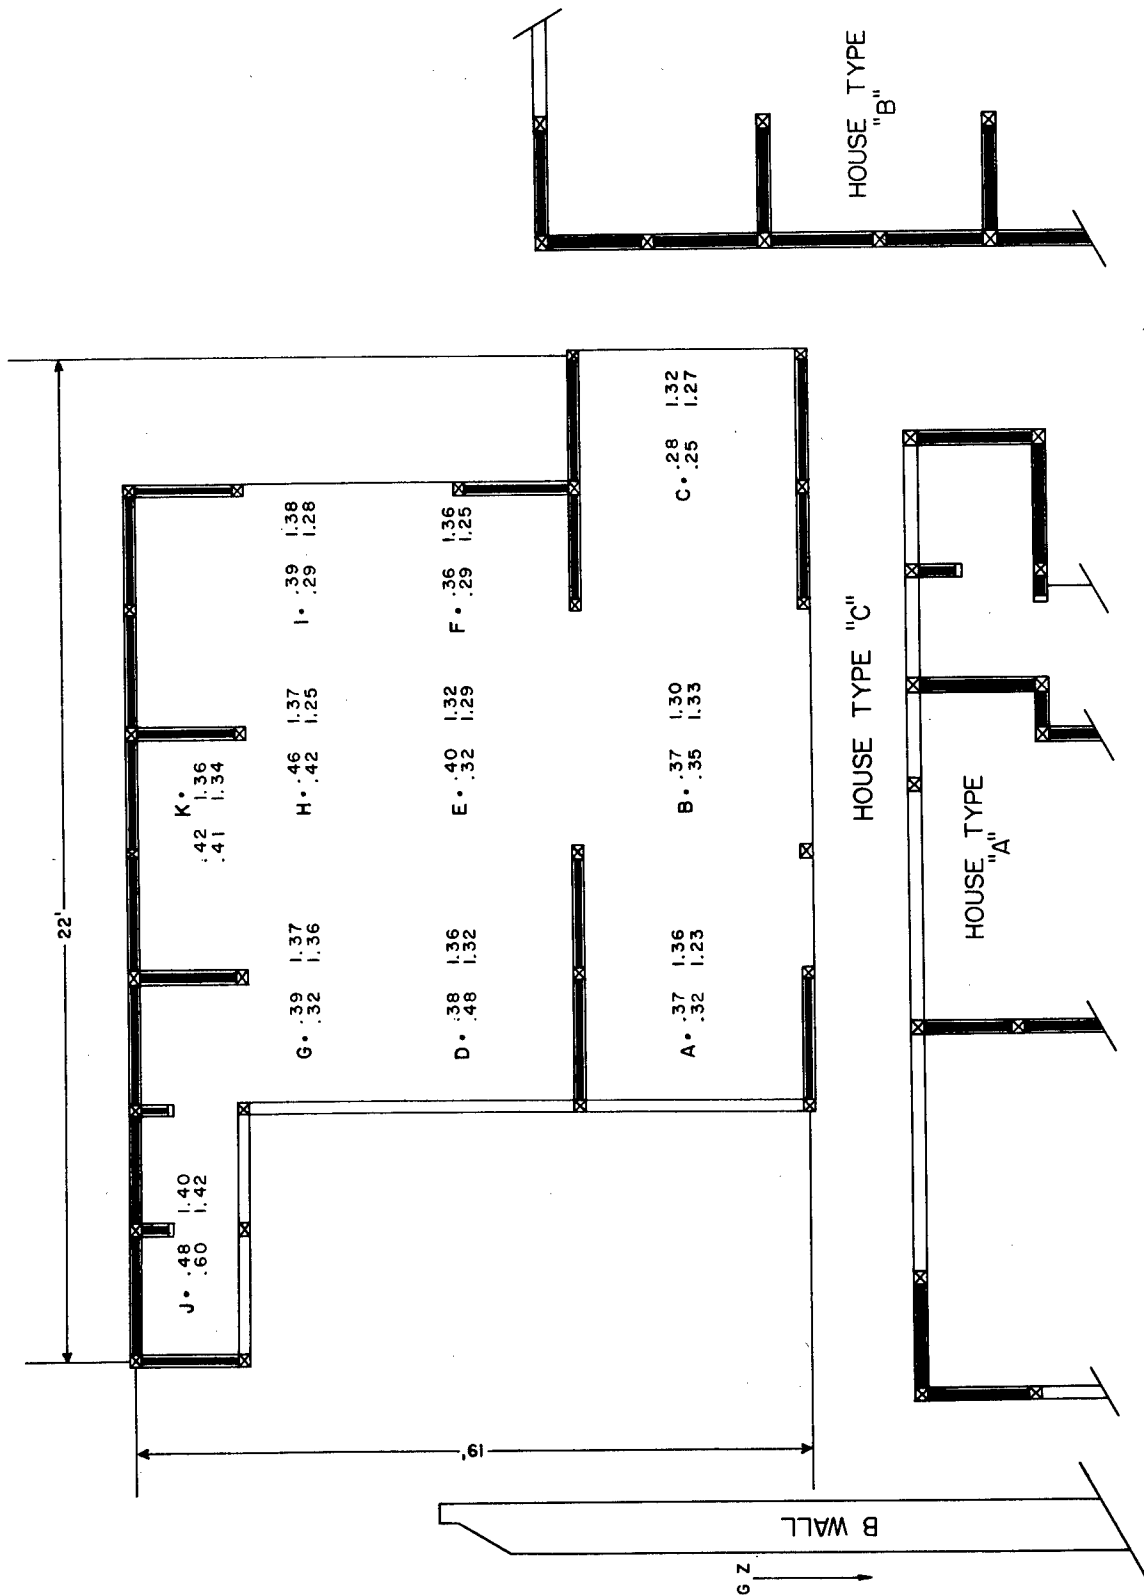 22'
19'
J• .48 1.40
.60 1.42
K•
.42 1.36
.41 1.34
G• .39 1.37
.32 1.36
H• .46 1.37
.42 1.25
I• .39 1.38
.29 1.28
D• .38 1.36
.48 1.32
E• .40 1.32
.32 1.29
F• .36 1.36
.29 1.25
A• .37 1.36
.32 1.23
B• .37 1.30
.35 1.33
C• .28 1.32
.25 1.27
HOUSE TYPE "C"
HOUSE TYPE
"A"
HOUSE TYPE
"B"
B WALL
G Z